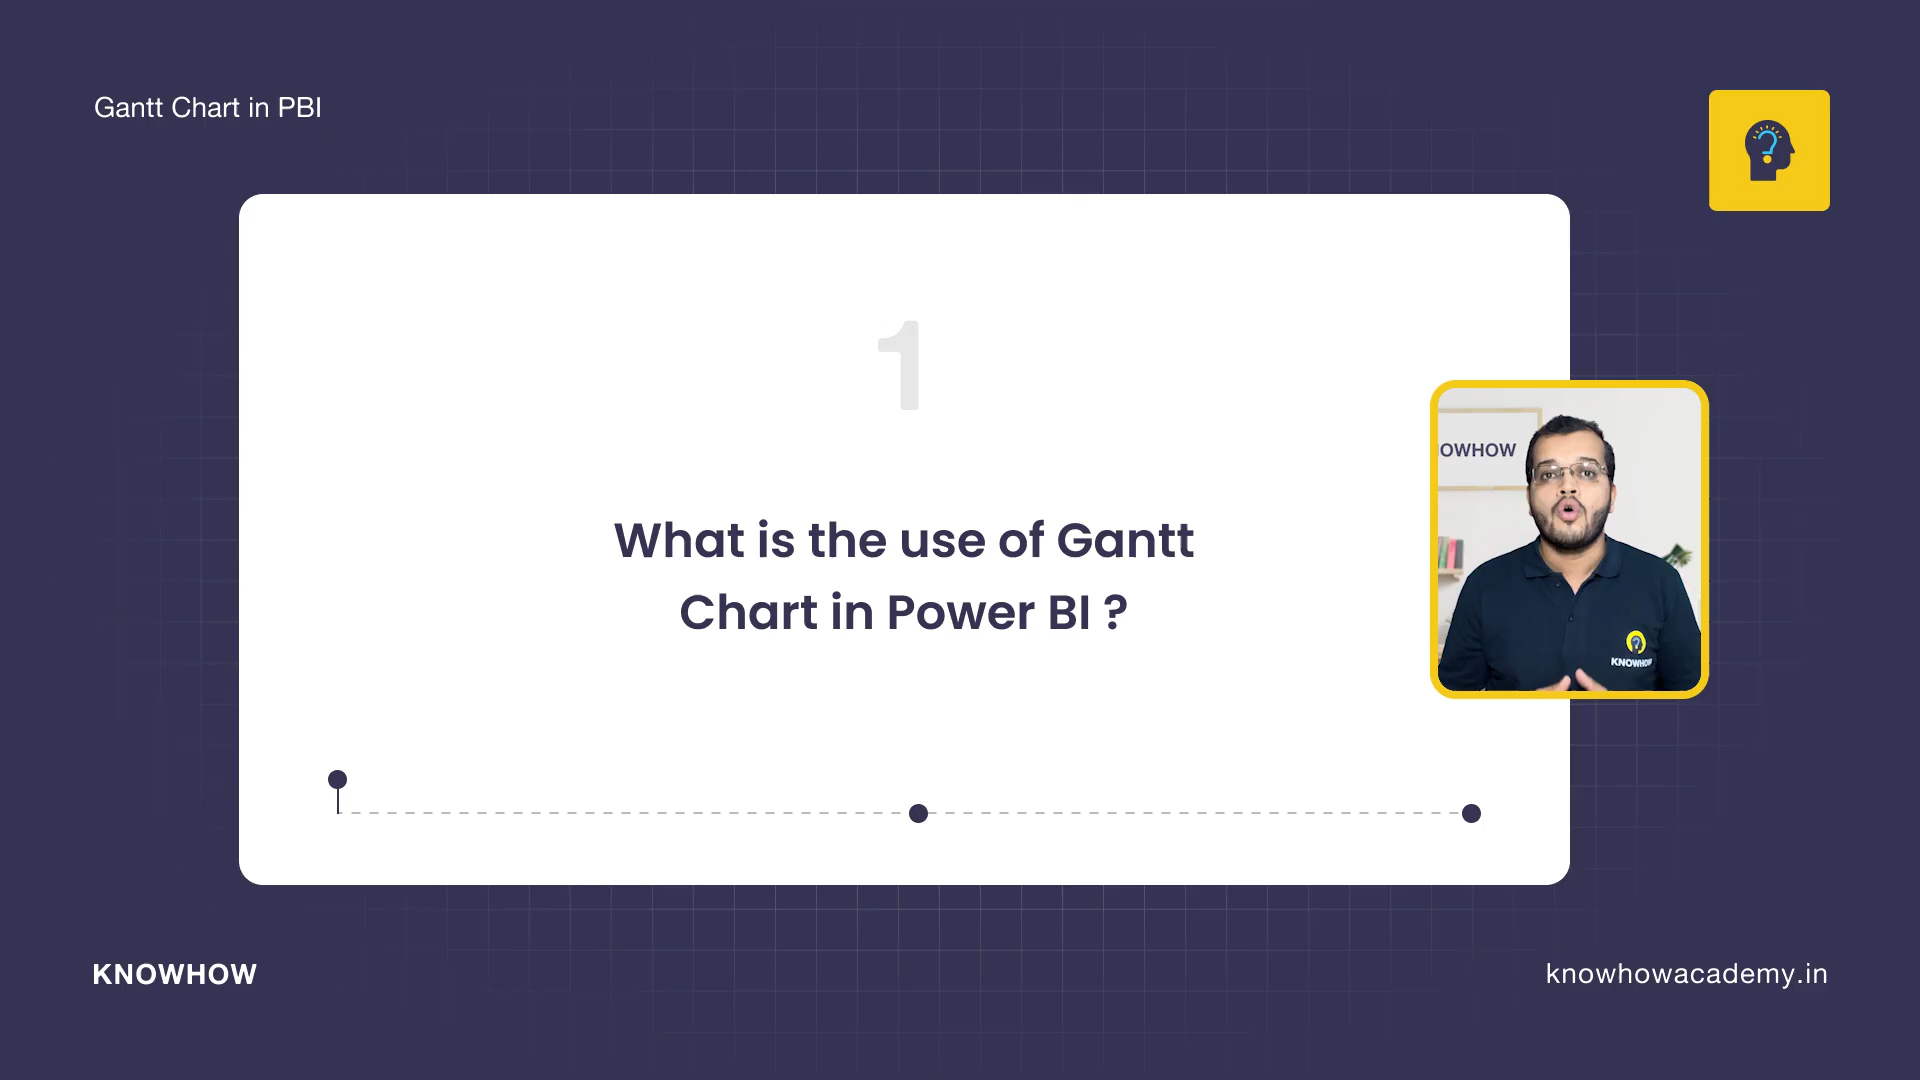 Gantt Chart in PBI
1
What is the use of Gantt
Chart in Power BI ?
OWHOW
KNOWHOW
KNOWHOW
knowhowacademy.in